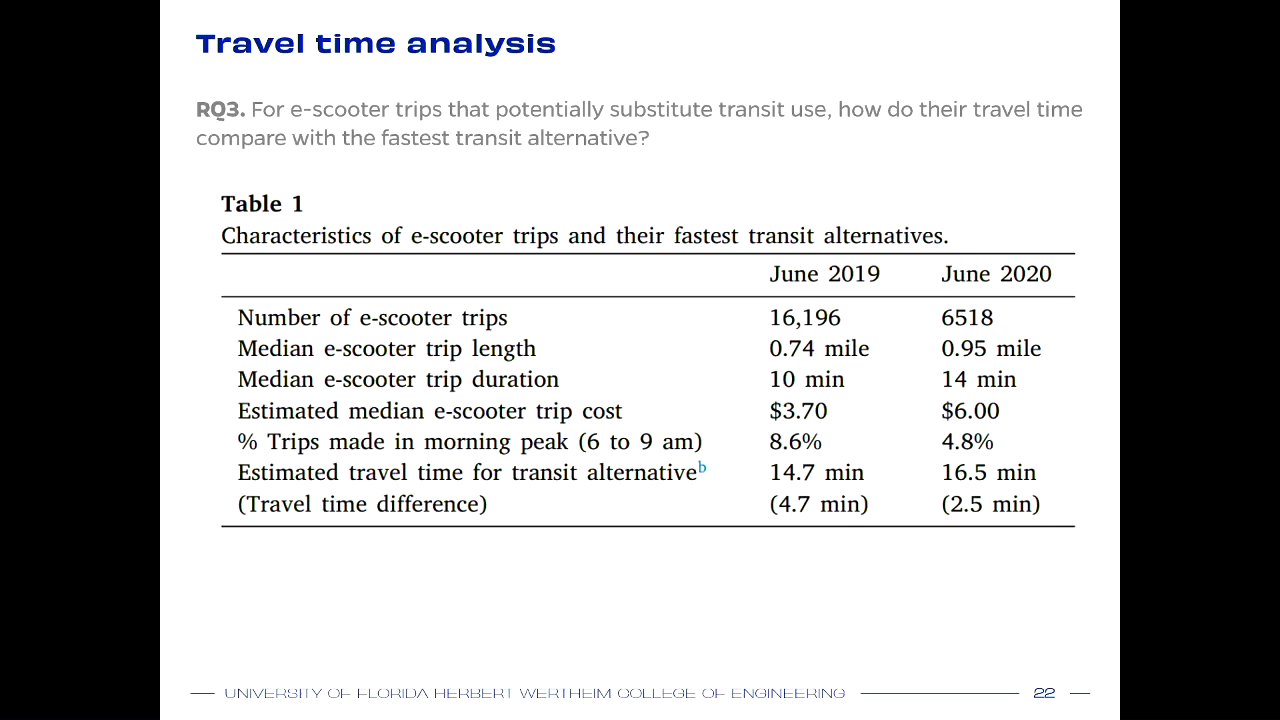 Travel time analysis
RQ3. For e-scooter trips that potentially substitute transit use, how do their travel time
compare with the fastest transit alternative?
Table 1
Characteristics of e-scooter trips and their fastest transit alternatives.
June 2019 June 2020
Number of e-scooter trips 16,196 6518
Median e-scooter trip length 0.74 mile 0.95 mile
Median e-scooter trip duration 10 min 14 min
Estimated median e-scooter trip cost $3.70 $6.00
% Trips made in morning peak (6 to 9 am) 8.6% 4.8%
Estimated travel time for transit alternativeᵇ 14.7 min 16.5 min
(Travel time difference) (4.7 min) (2.5 min)
UNIVERSITY OF FLORIDA HERBERT WERTHEIM COLLEGE OF ENGINEERING 22